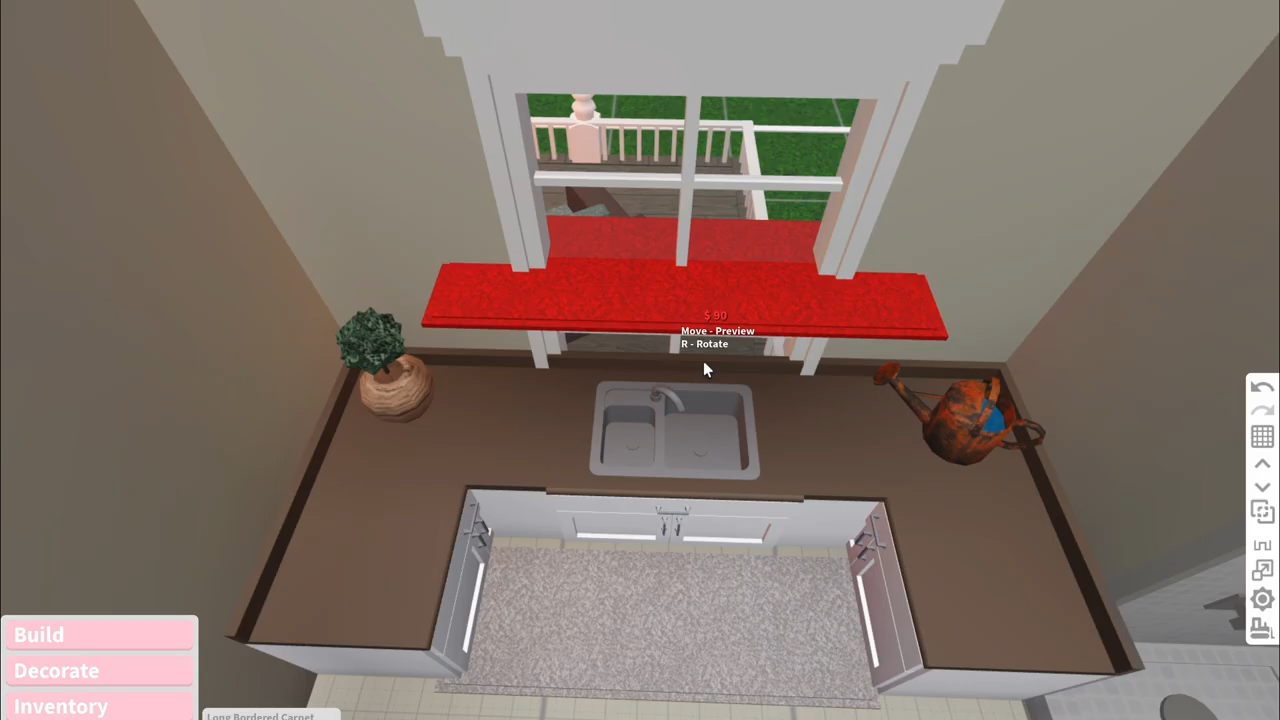 $ 90
Move - Preview
R - Rotate
Build
Decorate
Inventory
Long Bordered Carpet